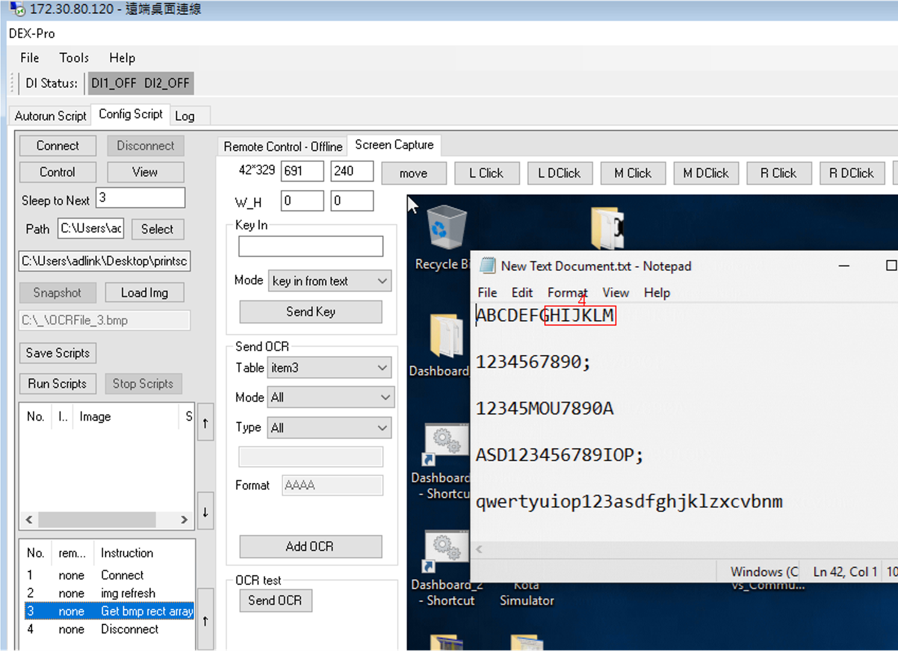 172.30.80.120 - 遠端桌面連線
DEX-Pro
File Tools Help
DI Status: DI1_OFF DI2_OFF
Autorun Script Config Script Log
Connect Disconnect
Control View
Sleep to Next 3
Path C:\Users\ac Select
C:\Users\adlink\Desktop\printsc
Snapshot Load Img
C:\_\OCRFile_3.bmp
Save Scripts
Run Scripts Stop Scripts
No. I.. Image S
No. rem... Instruction
1 none Connect
2 none img refresh
3 none Get bmp rect array
4 none Disconnect
Remote Control - Offline Screen Capture
42*329 691 240 move L Click L DClick M Click M DClick R Click R DClick
W_H 0 0
Key In
Mode key in from text
Send Key
Send OCR
Table item3
Mode All
Type All
Format AAAA
Add OCR
OCR test
Send OCR
Recycle Bi
Dashboard
Dashboard
- Shortcu
Dashboard_2
- Shortcut
Kota
Simulator
vs_Commu...
New Text Document.txt - Notepad
File Edit Format View Help
4
ABCDEFGHIJKLM
1234567890;
12345MOU7890A
ASD123456789IOP;
qwertyuiop123asdfghjklzxcvbnm
Windows (C Ln 42, Col 1 10